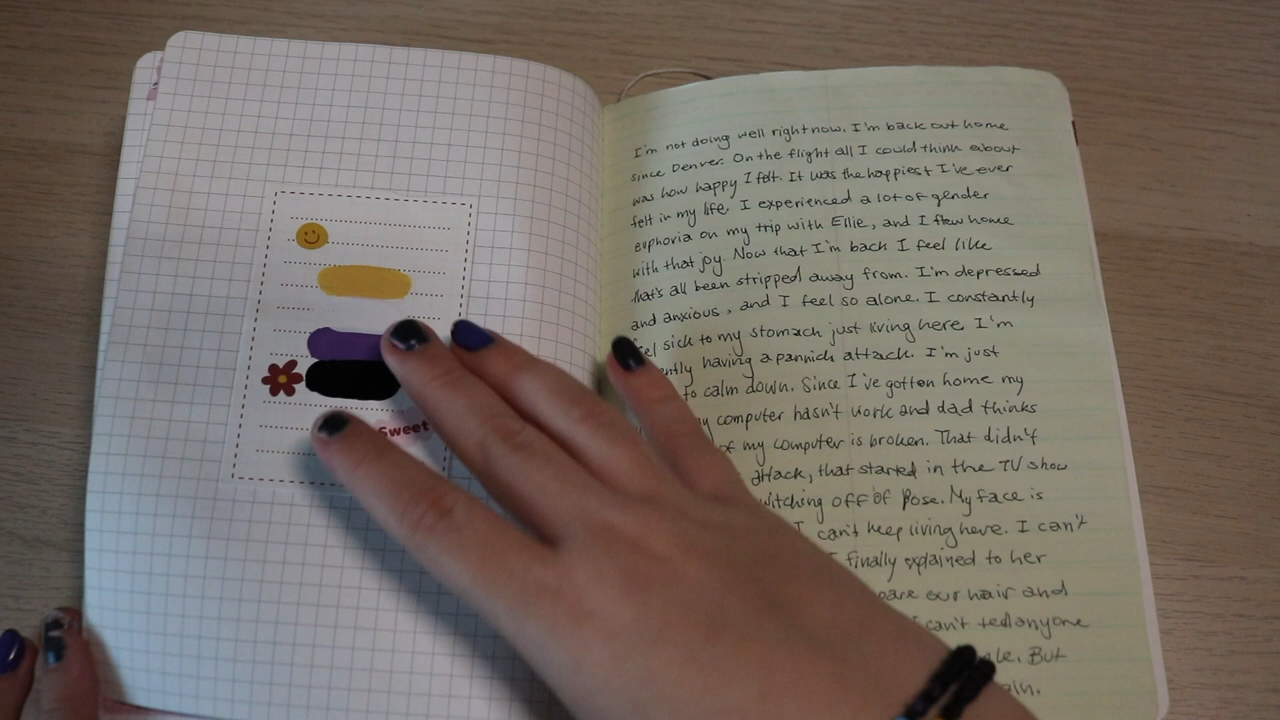 Sweet
I'm not doing well right now. I'm back out home
since Denver. On the flight all I could think about
was how happy I felt. It was the happiest I've ever
felt in my life. I experienced a lot of gender
euphoria on my trip with Ellie, and I flew home
with that joy. Now that I'm back I feel like
that's all been stripped away from. I'm depressed
and anxious, and I feel so alone. I constantly
sick to my stomach just living here. I'm
having a pannick attack. I'm just
to calm down. Since I've gotten home my
computer hasn't work and dad thinks
of my computer is broken. That didn't
attack, that started in the TV show
off of Pose. My face is
I can't keep living here. I can't
I finally explained to her
our hair and
I can't tell anyone
But